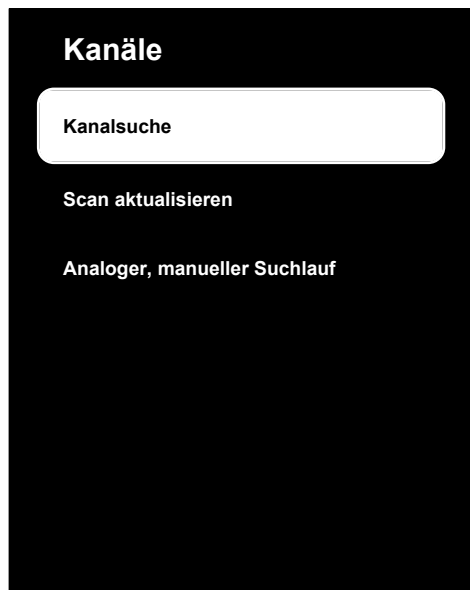 Kanäle
Kanalsuche
Scan aktualisieren
Analoger, manueller Suchlauf